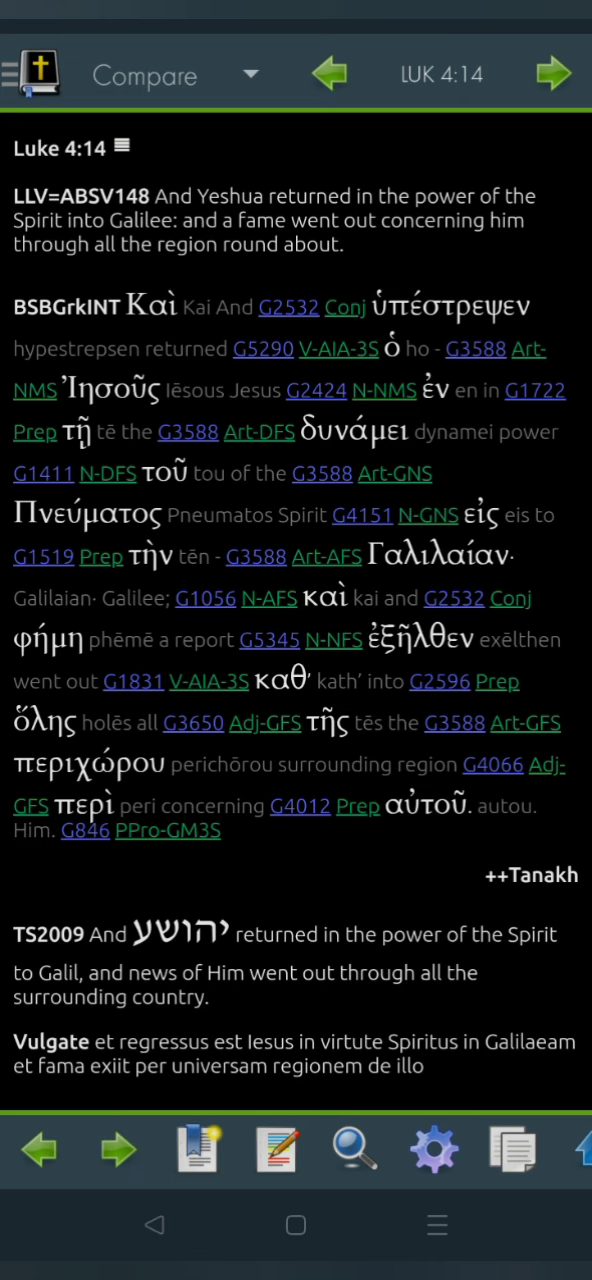 Compare LUK 4:14
Luke 4:14
LLV=ABSV148 And Yeshua returned in the power of the
Spirit into Galilee: and a fame went out concerning him
through all the region round about.
BSBGrkINT Καὶ Kai And G2532 Conj ὑπέστρεψεν
hypestrepsen returned G5290 V-AIA-3S ὁ ho - G3588 Art-
NMS Ἰησοῦς Iēsous Jesus G2424 N-NMS ἐν en in G1722
Prep τῇ tē the G3588 Art-DFS δυνάμει dynamei power
G1411 N-DFS τοῦ tou of the G3588 Art-GNS
Πνεύματος Pneumatos Spirit G4151 N-GNS εἰς eis to
G1519 Prep τὴν tēn - G3588 Art-AFS Γαλιλαίαν·
Galilaian· Galilee; G1056 N-AFS καὶ kai and G2532 Conj
φήμη phēmē a report G5345 N-NFS ἐξῆλθεν exēlthen
went out G1831 V-AIA-3S καθ’ kath’ into G2596 Prep
ὅλης holēs all G3650 Adj-GFS τῆς tēs the G3588 Art-GFS
περιχώρου perichōrou surrounding region G4066 Adj-
GFS περὶ peri concerning G4012 Prep αὐτοῦ. autou.
Him. G846 PPro-GM3S
++Tanakh
TS2009 And יהושע returned in the power of the Spirit
to Galil, and news of Him went out through all the
surrounding country.
Vulgate et regressus est Iesus in virtute Spiritus in Galilaeam
et fama exiit per universam regionem de illo